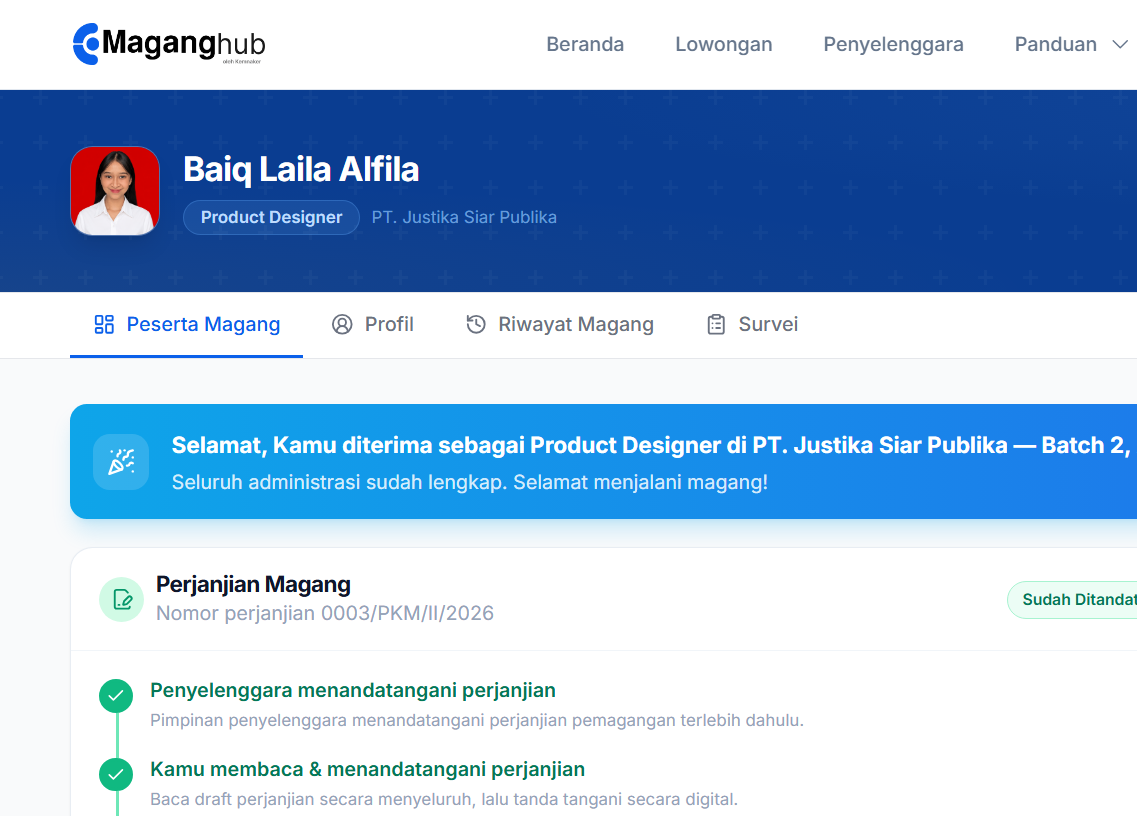 Maganghub
oleh Kemnaker
Beranda
Lowongan
Penyelenggara
Panduan
Baiq Laila Alfila
Product Designer
PT. Justika Siar Publika
Peserta Magang
Profil
Riwayat Magang
Survei
Selamat, Kamu diterima sebagai Product Designer di PT. Justika Siar Publika — Batch 2,
Seluruh administrasi sudah lengkap. Selamat menjalani magang!
Perjanjian Magang
Nomor perjanjian 0003/PKM/II/2026
Sudah Ditandat
Penyelenggara menandatangani perjanjian
Pimpinan penyelenggara menandatangani perjanjian pemagangan terlebih dahulu.
Kamu membaca & menandatangani perjanjian
Baca draft perjanjian secara menyeluruh, lalu tanda tangani secara digital.